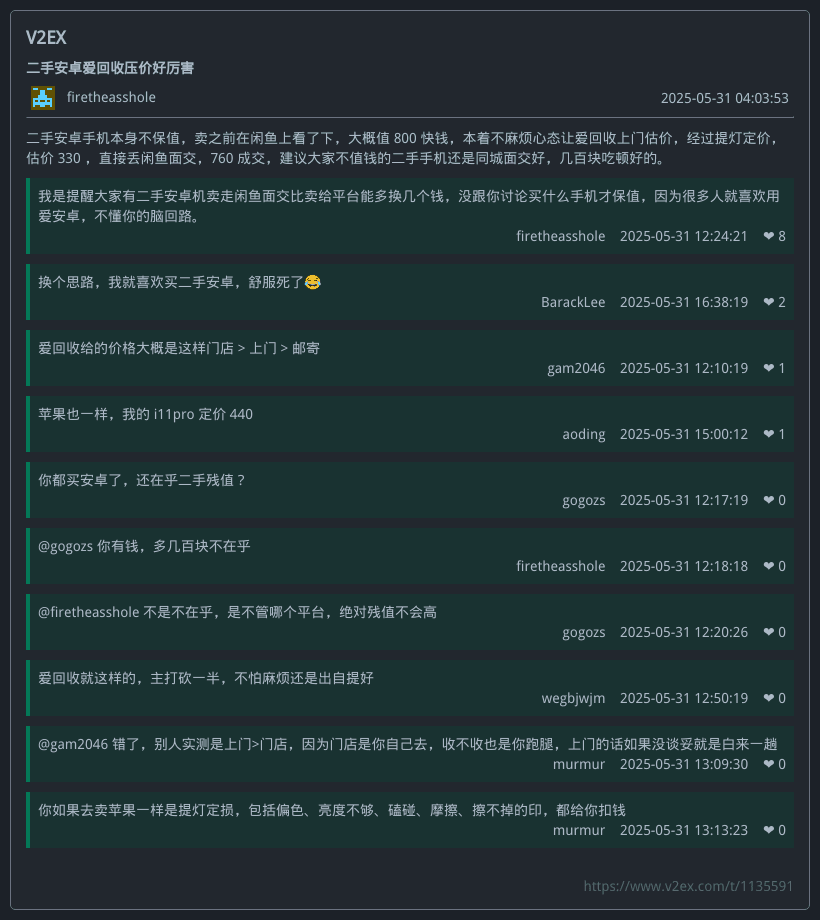 V2EX
二手安卓爱回收压价好厉害
firetheasshole 2025-05-31 04:03:53
二手安卓手机本身不保值，卖之前在闲鱼上看了下，大概值 800 快钱，本着不麻烦心态让爱回收上门估价，经过提灯定价，
估价 330 ，直接丢闲鱼面交，760 成交，建议大家不值钱的二手手机还是同城面交好，几百块吃顿好的。
我是提醒大家有二手安卓机卖走闲鱼面交比卖给平台能多换几个钱，没跟你讨论买什么手机才保值，因为很多人就喜欢用
爱安卓，不懂你的脑回路。
firetheasshole 2025-05-31 12:24:21 ❤ 8
换个思路，我就喜欢买二手安卓，舒服死了😂
BarackLee 2025-05-31 16:38:19 ❤ 2
爱回收给的价格大概是这样门店 > 上门 > 邮寄
gam2046 2025-05-31 12:10:19 ❤ 1
苹果也一样，我的 i11pro 定价 440
aoding 2025-05-31 15:00:12 ❤ 1
你都买安卓了，还在乎二手残值？
gogozs 2025-05-31 12:17:19 ❤ 0
@gogozs 你有钱，多几百块不在乎
firetheasshole 2025-05-31 12:18:18 ❤ 0
@firetheasshole 不是不在乎，是不管哪个平台，绝对残值不会高
gogozs 2025-05-31 12:20:26 ❤ 0
爱回收就这样的，主打砍一半，不怕麻烦还是出自提好
wegbjwjm 2025-05-31 12:50:19 ❤ 0
@gam2046 错了，别人实测是上门>门店，因为门店是你自己去，收不收也是你跑腿，上门的话如果没谈妥就是白来一趟
murmur 2025-05-31 13:09:30 ❤ 0
你如果去卖苹果一样是提灯定损，包括偏色、亮度不够、磕碰、摩擦、擦不掉的印，都给你扣钱
murmur 2025-05-31 13:13:23 ❤ 0
https://www.v2ex.com/t/1135591